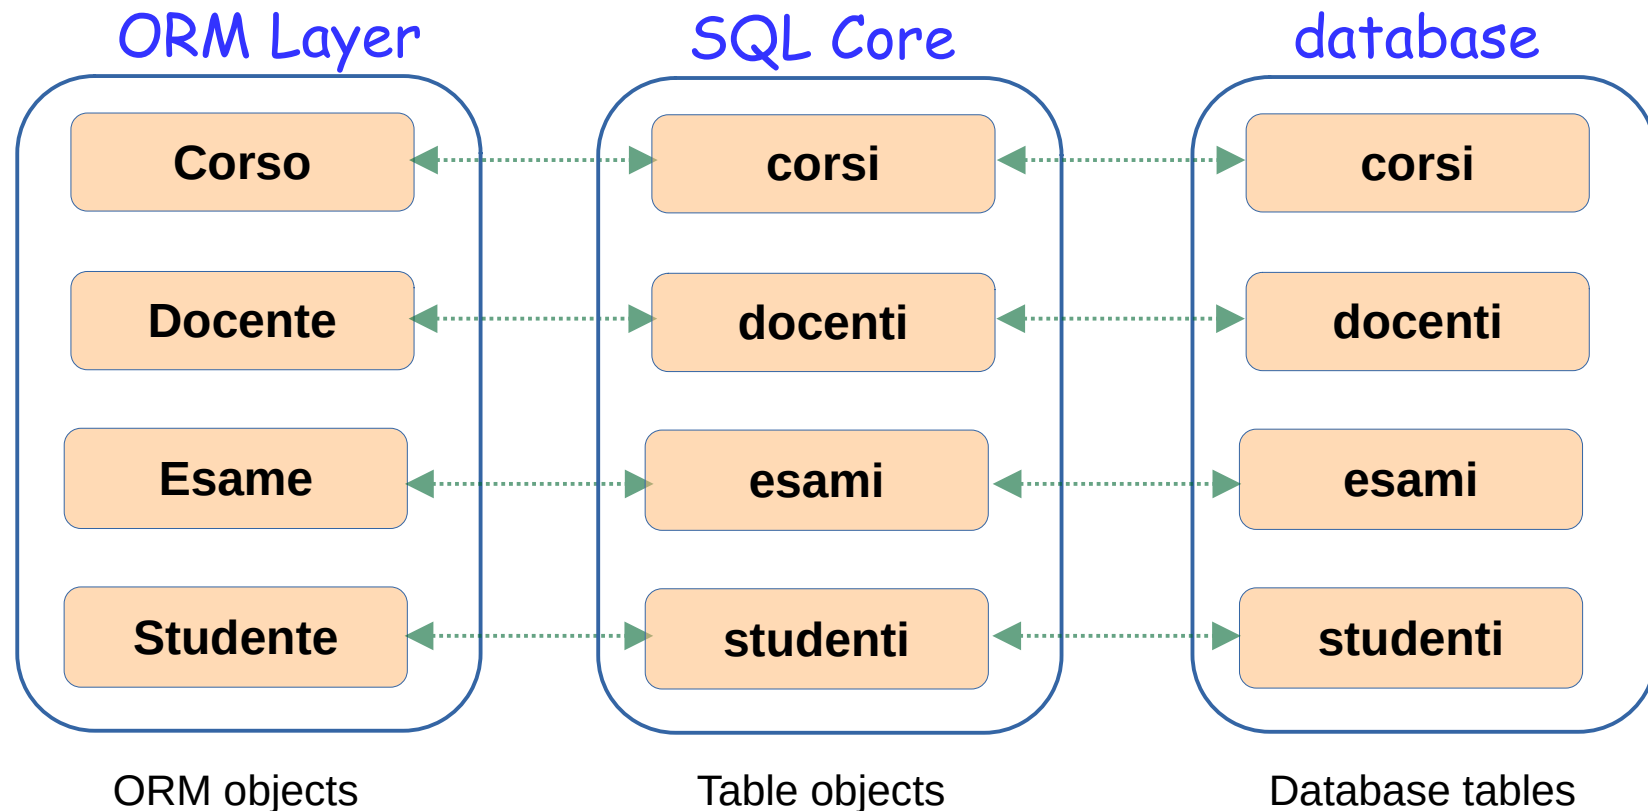 ORM Layer
SQL Core
database
Corso
corsi
corsi
Docente
docenti
docenti
Esame
esami
esami
Studente
studenti
studenti
ORM objects
Table objects
Database tables